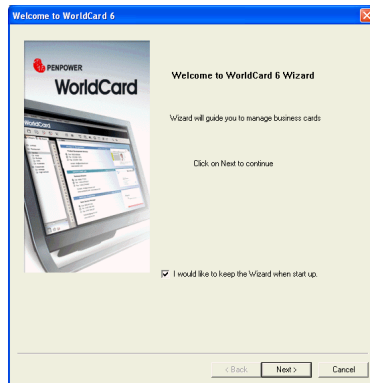 Welcome to WorldCard 6
PENPOWER
WorldCard
Welcome to WorldCard 6 Wizard
Wizard will guide you to manage business cards
Click on Next to continue
WorldCard
I would like to keep the Wizard when start up.
< Back
Next >
Cancel